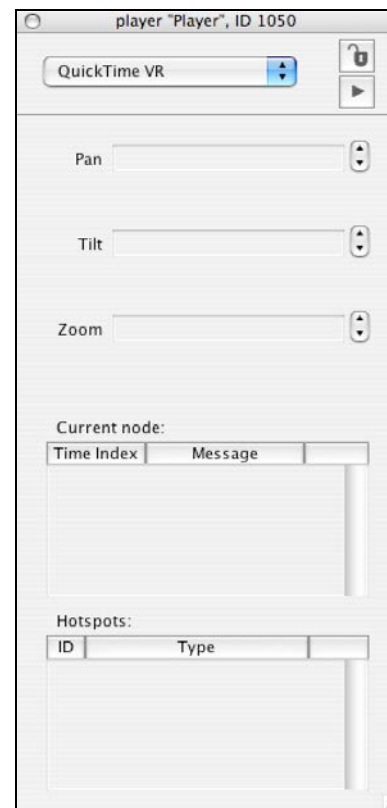 player "Player", ID 1050
QuickTime VR
Pan
Tilt
Zoom
Current node:
Time Index Message
Hotspots:
ID Type